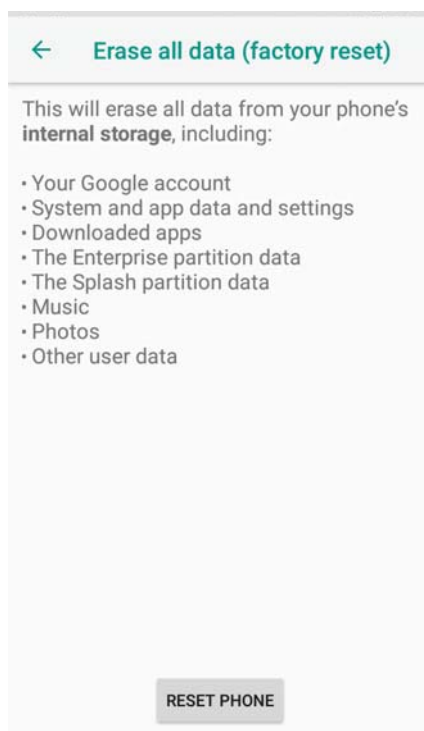 Erase all data (factory reset)
This will erase all data from your phone's
internal storage, including:
• Your Google account
• System and app data and settings
• Downloaded apps
• The Enterprise partition data
• The Splash partition data
• Music
• Photos
• Other user data
RESET PHONE